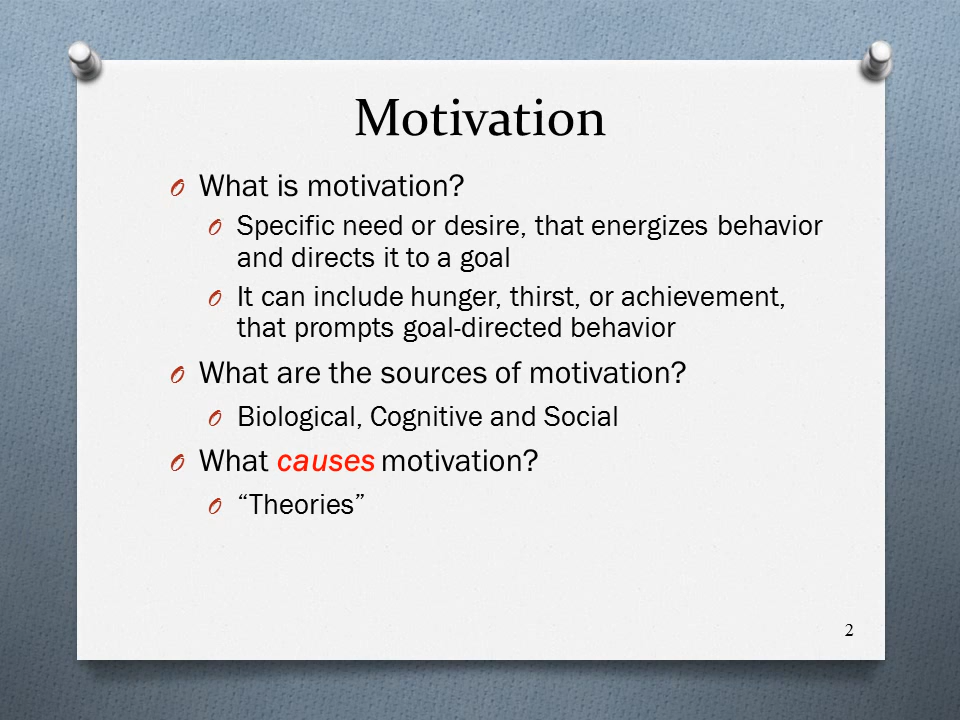 Motivation
O What is motivation?
O Specific need or desire, that energizes behavior
and directs it to a goal
O It can include hunger, thirst, or achievement,
that prompts goal-directed behavior
O What are the sources of motivation?
O Biological, Cognitive and Social
O What causes motivation?
O “Theories”
2